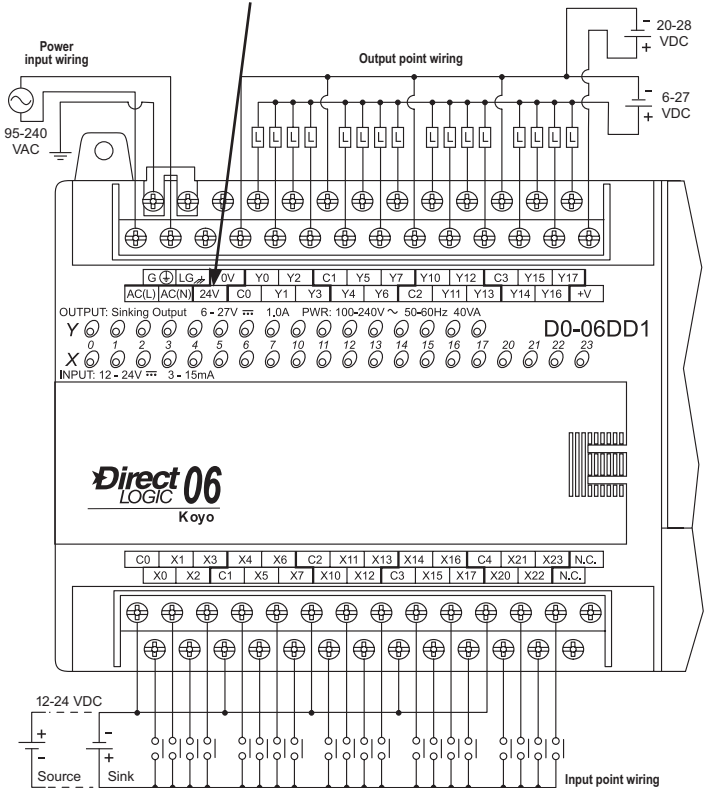 Power
input wiring
Output point wiring
-
20-28
VDC
+
-
6-27
VDC
+
95-240
VAC
L L L L L L L L L L L L L L L L
G LG 0V Y0 Y2 C1 Y5 Y7 Y10 Y12 C3 Y15 Y17
AC(L) AC(N) 24V C0 Y1 Y3 Y4 Y6 C2 Y11 Y13 Y14 Y16 +V
OUTPUT: Sinking Output 6 - 27V ⎓ 1.0A PWR: 100-240V ~ 50-60Hz 40VA
Y
D0-06DD1
0 1 2 3 4 5 6 7 10 11 12 13 14 15 16 17 20 21 22 23
X
INPUT: 12 - 24V ⎓ 3 - 15mA
Direct
LOGIC 06
Koyo
C0 X1 X3 X4 X6 C2 X11 X13 X14 X16 C4 X21 X23 N.C.
X0 X2 C1 X5 X7 X10 X12 C3 X15 X17 X20 X22 N.C.
12-24 VDC
+ -
- +
Source Sink
Input point wiring